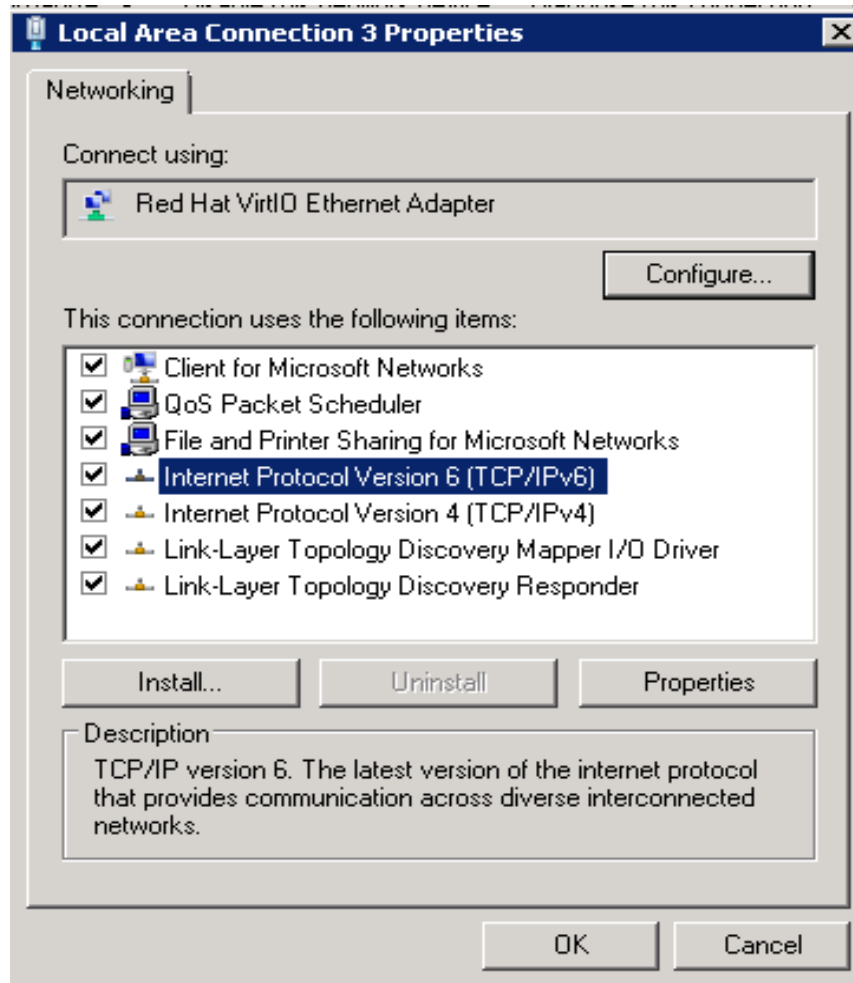 Local Area Connection 3 Properties
Networking
Connect using:
Red Hat VirtIO Ethernet Adapter
Configure...
This connection uses the following items:
Client for Microsoft Networks
QoS Packet Scheduler
File and Printer Sharing for Microsoft Networks
Internet Protocol Version 6 (TCP/IPv6)
Internet Protocol Version 4 (TCP/IPv4)
Link-Layer Topology Discovery Mapper I/O Driver
Link-Layer Topology Discovery Responder
Install...
Uninstall
Properties
Description
TCP/IP version 6. The latest version of the internet protocol
that provides communication across diverse interconnected
networks.
OK
Cancel